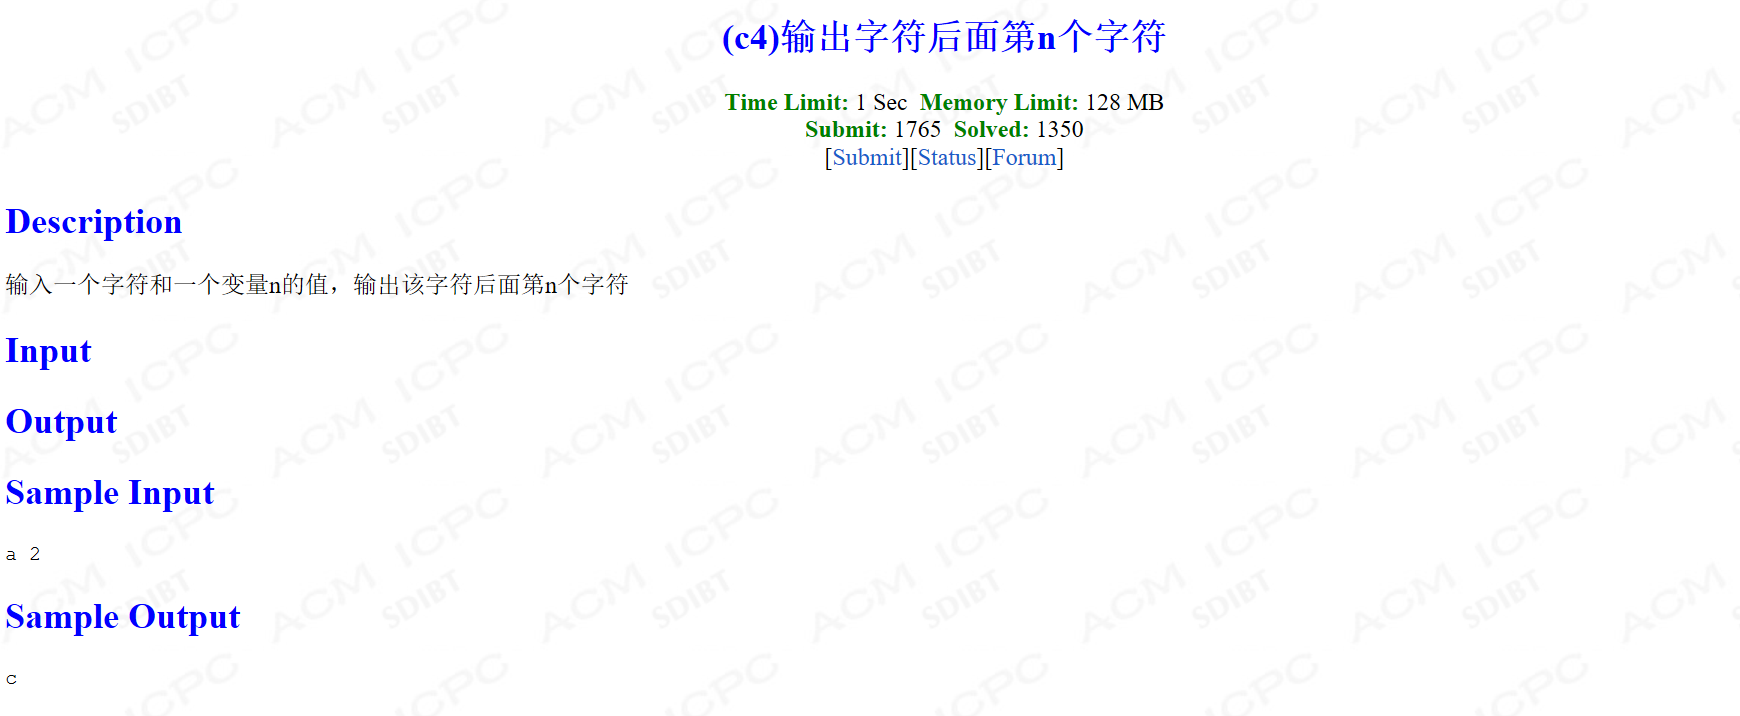 (c4)输出字符后面第n个字符
Time Limit: 1 Sec  Memory Limit: 128 MB
Submit: 1765  Solved: 1350
[Submit][Status][Forum]
Description
输入一个字符和一个变量n的值，输出该字符后面第n个字符
Input
Output
Sample Input
a 2
Sample Output
c